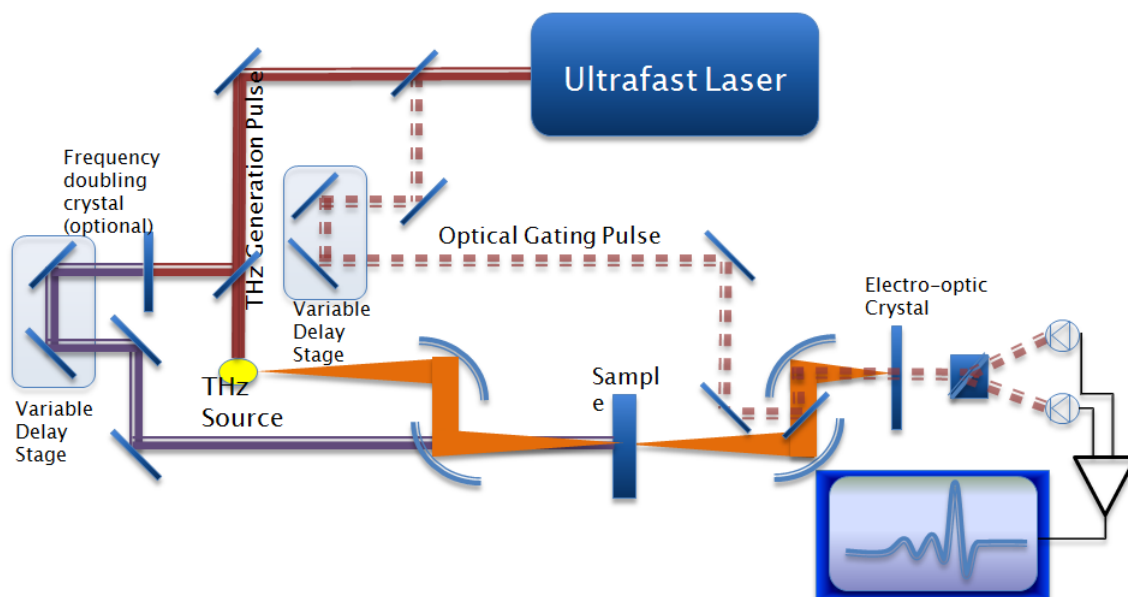 Ultrafast Laser
THz Generation Pulse
Frequency
doubling
crystal
(optional)
Optical Gating Pulse
Electro-optic
Crystal
Variable
Delay
Stage
Sampl
e
THz
Source
Variable
Delay
Stage